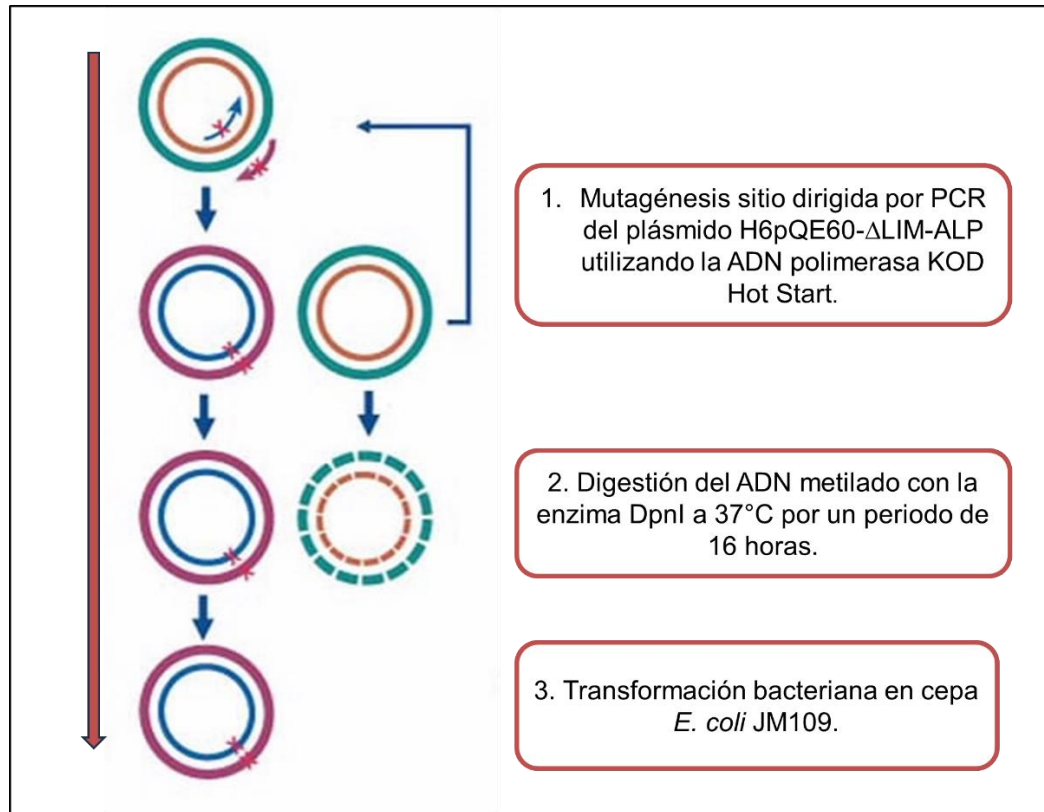 1. Mutagénesis sitio dirigida por PCR
del plásmido H6pQE60-∆LIM-ALP
utilizando la ADN polimerasa KOD
Hot Start.
2. Digestión del ADN metilado con la
enzima DpnI a 37°C por un periodo de
16 horas.
3. Transformación bacteriana en cepa
E. coli JM109.